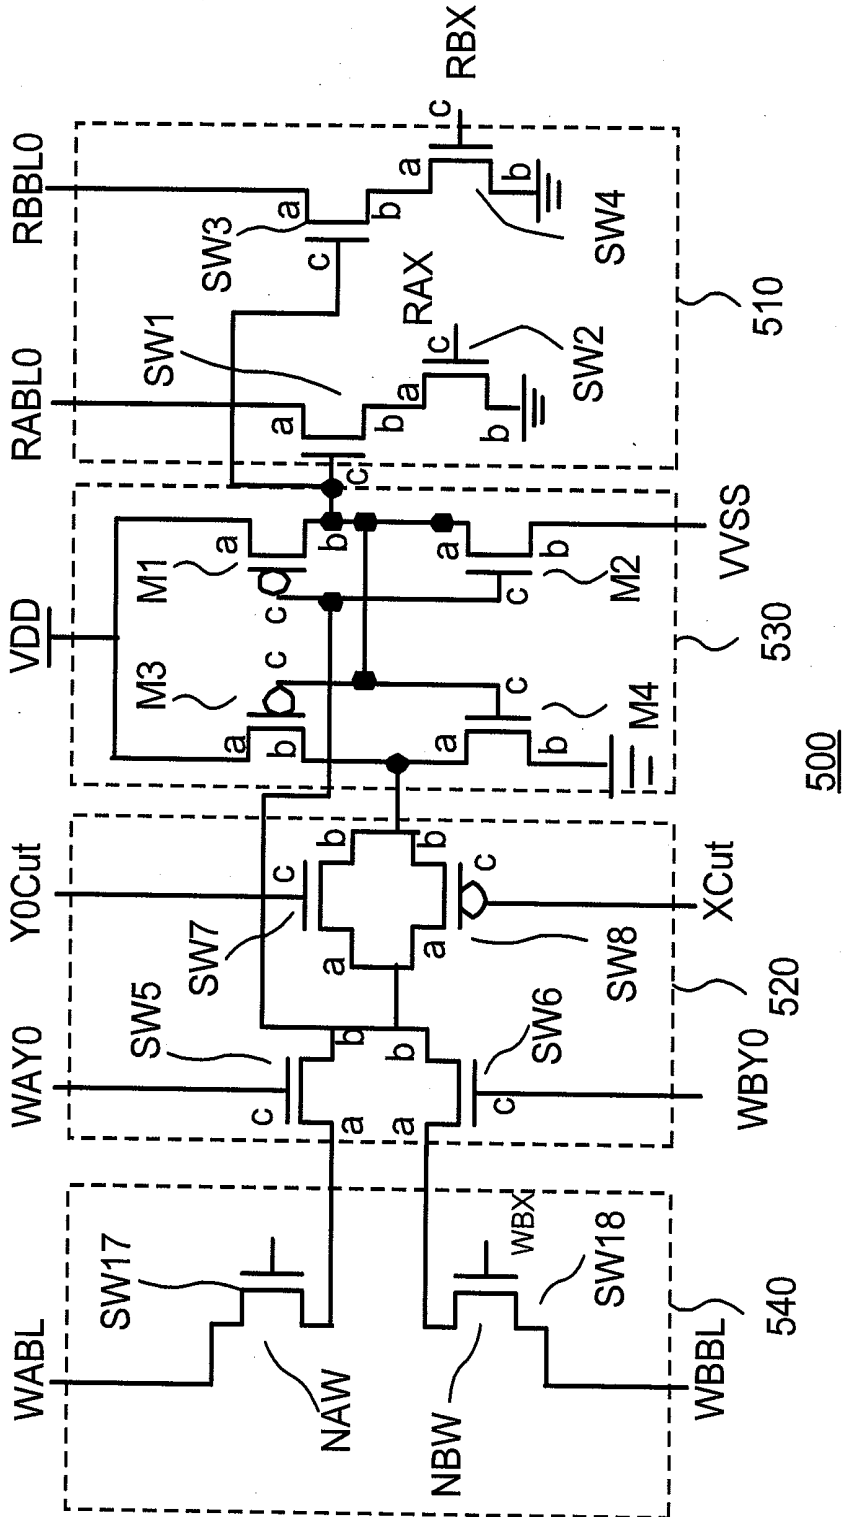 WABL
WAY0
Y0Cut
VDD
RABL0
RBBL0
SW17
NAW
NBW
WBX
SW18
WBBL
540
SW5
c
a
b
a
b
c
SW6
WBY0
SW7
c
a
b
a
b
c
SW8
XCut
520
M3
c
a
b
M1
c
a
b
c
a
b
M4
c
a
b
M2
VVSS
530
SW1
a
c
b
RAX
a
c
b
SW2
SW3
a
c
b
a
c
b
SW4
RBX
510
500